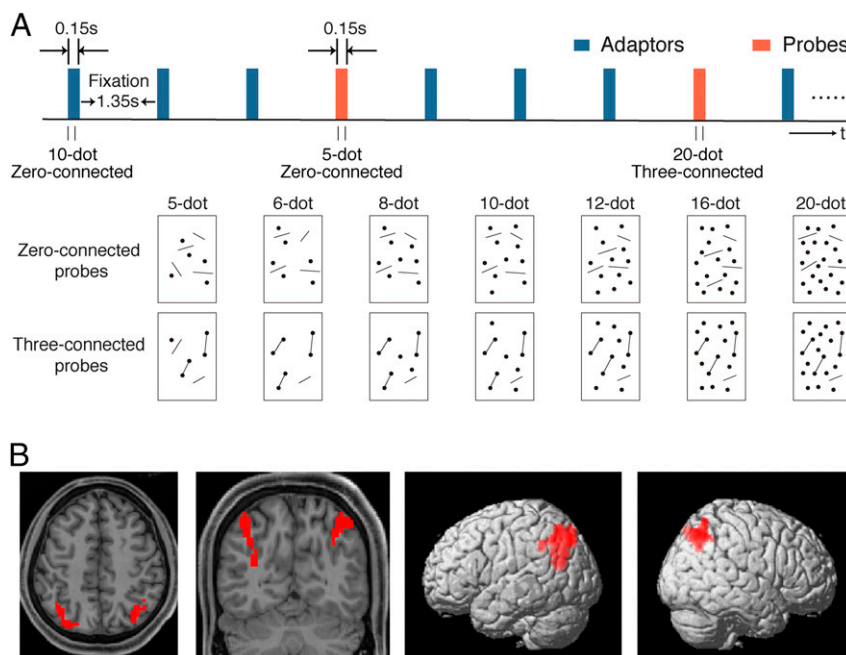 A
0.15s
0.15s
Adaptors
Probes
Fixation
1.35s
t
10-dot
Zero-connected
5-dot
Zero-connected
20-dot
Three-connected
5-dot
6-dot
8-dot
10-dot
12-dot
16-dot
20-dot
Zero-connected
probes
Three-connected
probes
B